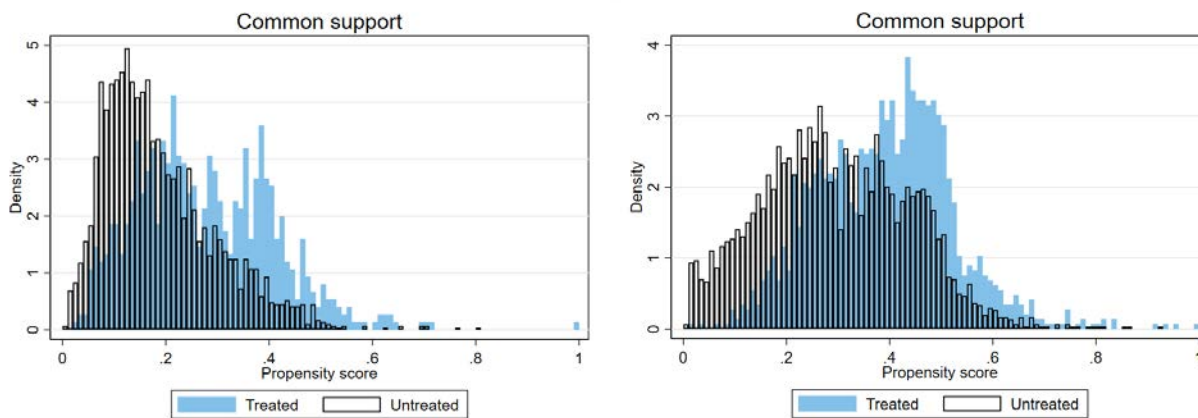 Common support
5
4
3
2
1
0
Density
0
.2
.4
.6
.8
1
Propensity score
Treated
Untreated
Common support
4
3
2
1
0
Density
0
.2
.4
.6
.8
1
Propensity score
Treated
Untreated